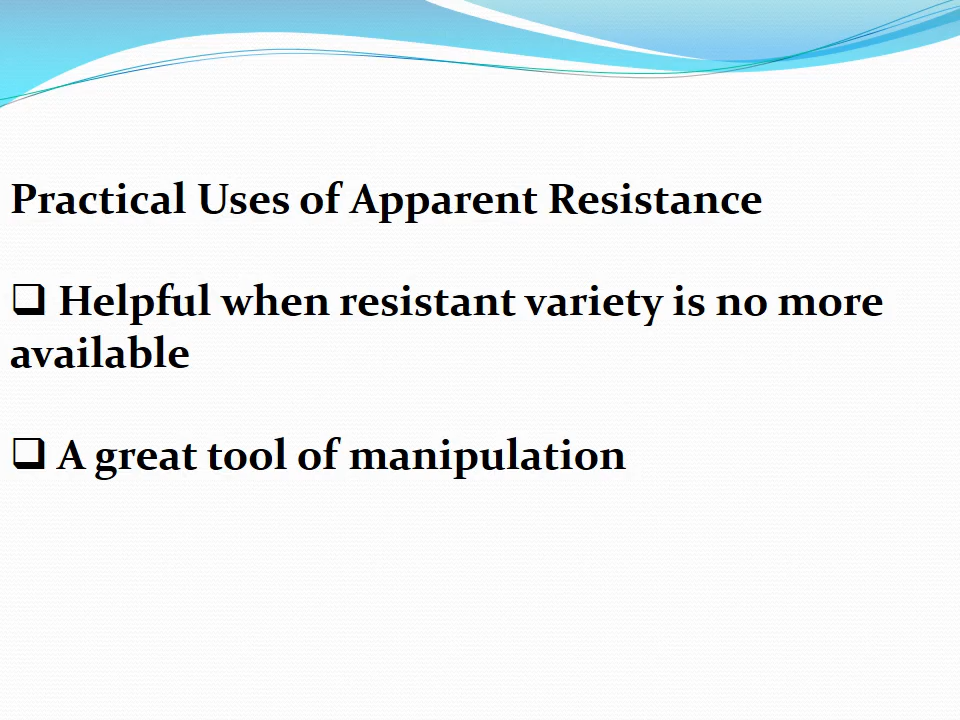 Practical Uses of Apparent Resistance
❑ Helpful when resistant variety is no more
available
❑ A great tool of manipulation